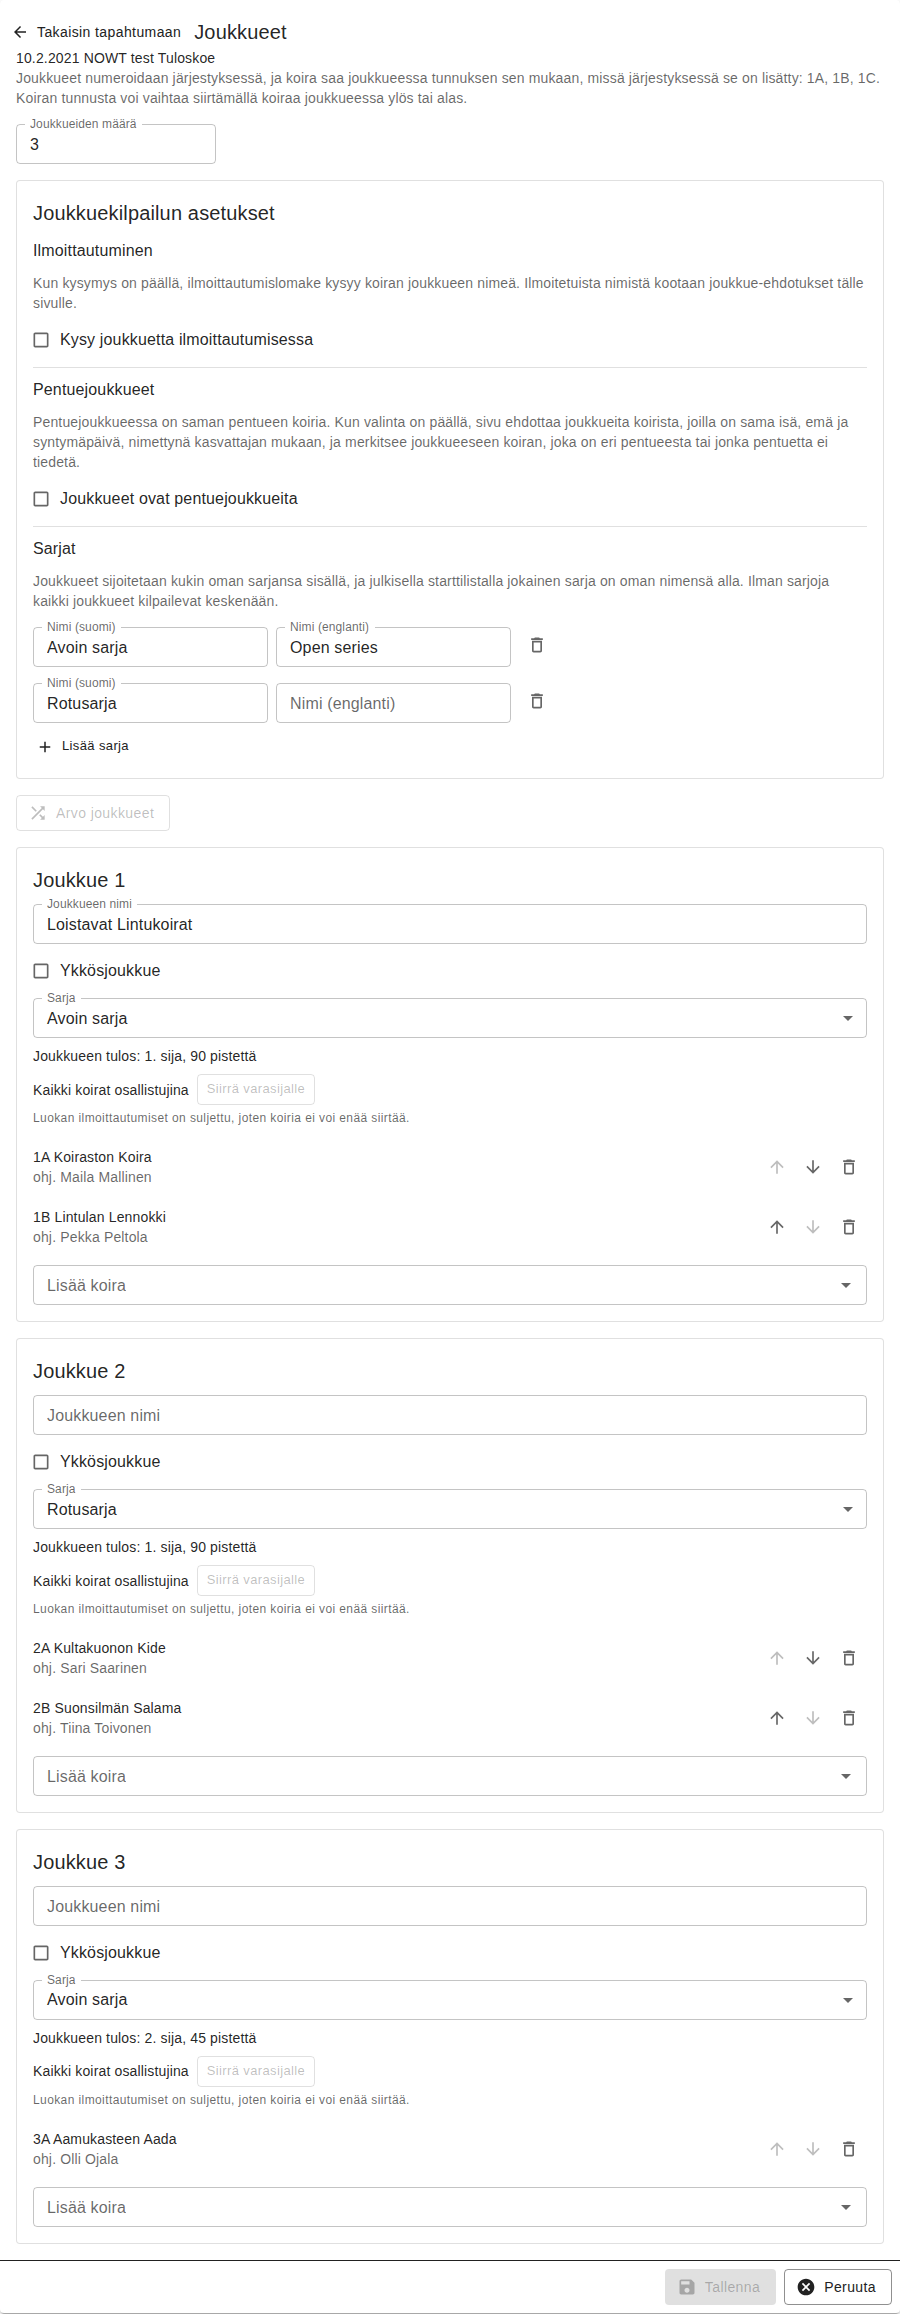 Takaisin tapahtumaan Joukkueet
10.2.2021 NOWT test Tuloskoe
Joukkueet numeroidaan järjestyksessä, ja koira saa joukkueessa tunnuksen sen mukaan, missä järjestyksessä se on lisätty: 1A, 1B, 1C.
Koiran tunnusta voi vaihtaa siirtämällä koiraa joukkueessa ylös tai alas.
Joukkueiden määrä
3
Joukkuekilpailun asetukset
Ilmoittautuminen
Kun kysymys on päällä, ilmoittautumislomake kysyy koiran joukkueen nimeä. Ilmoitetuista nimistä kootaan joukkue-ehdotukset tälle
sivulle.
Kysy joukkuetta ilmoittautumisessa
Pentuejoukkueet
Pentuejoukkueessa on saman pentueen koiria. Kun valinta on päällä, sivu ehdottaa joukkueita koirista, joilla on sama isä, emä ja
syntymäpäivä, nimettynä kasvattajan mukaan, ja merkitsee joukkueeseen koiran, joka on eri pentueesta tai jonka pentuetta ei
tiedetä.
Joukkueet ovat pentuejoukkueita
Sarjat
Joukkueet sijoitetaan kukin oman sarjansa sisällä, ja julkisella starttilistalla jokainen sarja on oman nimensä alla. Ilman sarjoja
kaikki joukkueet kilpailevat keskenään.
Nimi (suomi) Nimi (englanti)
Avoin sarja Open series
Nimi (suomi)
Rotusarja Nimi (englanti)
Lisää sarja
Arvo joukkueet
Joukkue 1
Joukkueen nimi
Loistavat Lintukoirat
Ykkösjoukkue
Sarja
Avoin sarja
Joukkueen tulos: 1. sija, 90 pistettä
Kaikki koirat osallistujina Siirrä varasijalle
Luokan ilmoittautumiset on suljettu, joten koiria ei voi enää siirtää.
1A Koiraston Koira
ohj. Maila Mallinen
1B Lintulan Lennokki
ohj. Pekka Peltola
Lisää koira
Joukkue 2
Joukkueen nimi
Ykkösjoukkue
Sarja
Rotusarja
Joukkueen tulos: 1. sija, 90 pistettä
Kaikki koirat osallistujina Siirrä varasijalle
Luokan ilmoittautumiset on suljettu, joten koiria ei voi enää siirtää.
2A Kultakuonon Kide
ohj. Sari Saarinen
2B Suonsilmän Salama
ohj. Tiina Toivonen
Lisää koira
Joukkue 3
Joukkueen nimi
Ykkösjoukkue
Sarja
Avoin sarja
Joukkueen tulos: 2. sija, 45 pistettä
Kaikki koirat osallistujina Siirrä varasijalle
Luokan ilmoittautumiset on suljettu, joten koiria ei voi enää siirtää.
3A Aamukasteen Aada
ohj. Olli Ojala
Lisää koira
Tallenna Peruuta